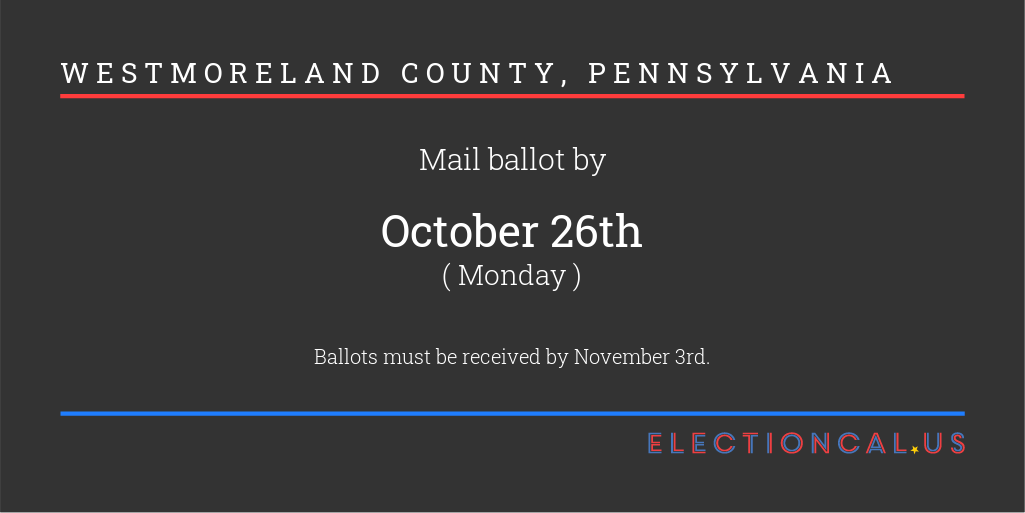 WESTMORELAND COUNTY, PENNSYLVANIA
Mail ballot by
October 26th
( Monday )
Ballots must be received by November 3rd.
ELECTIONCAL.US